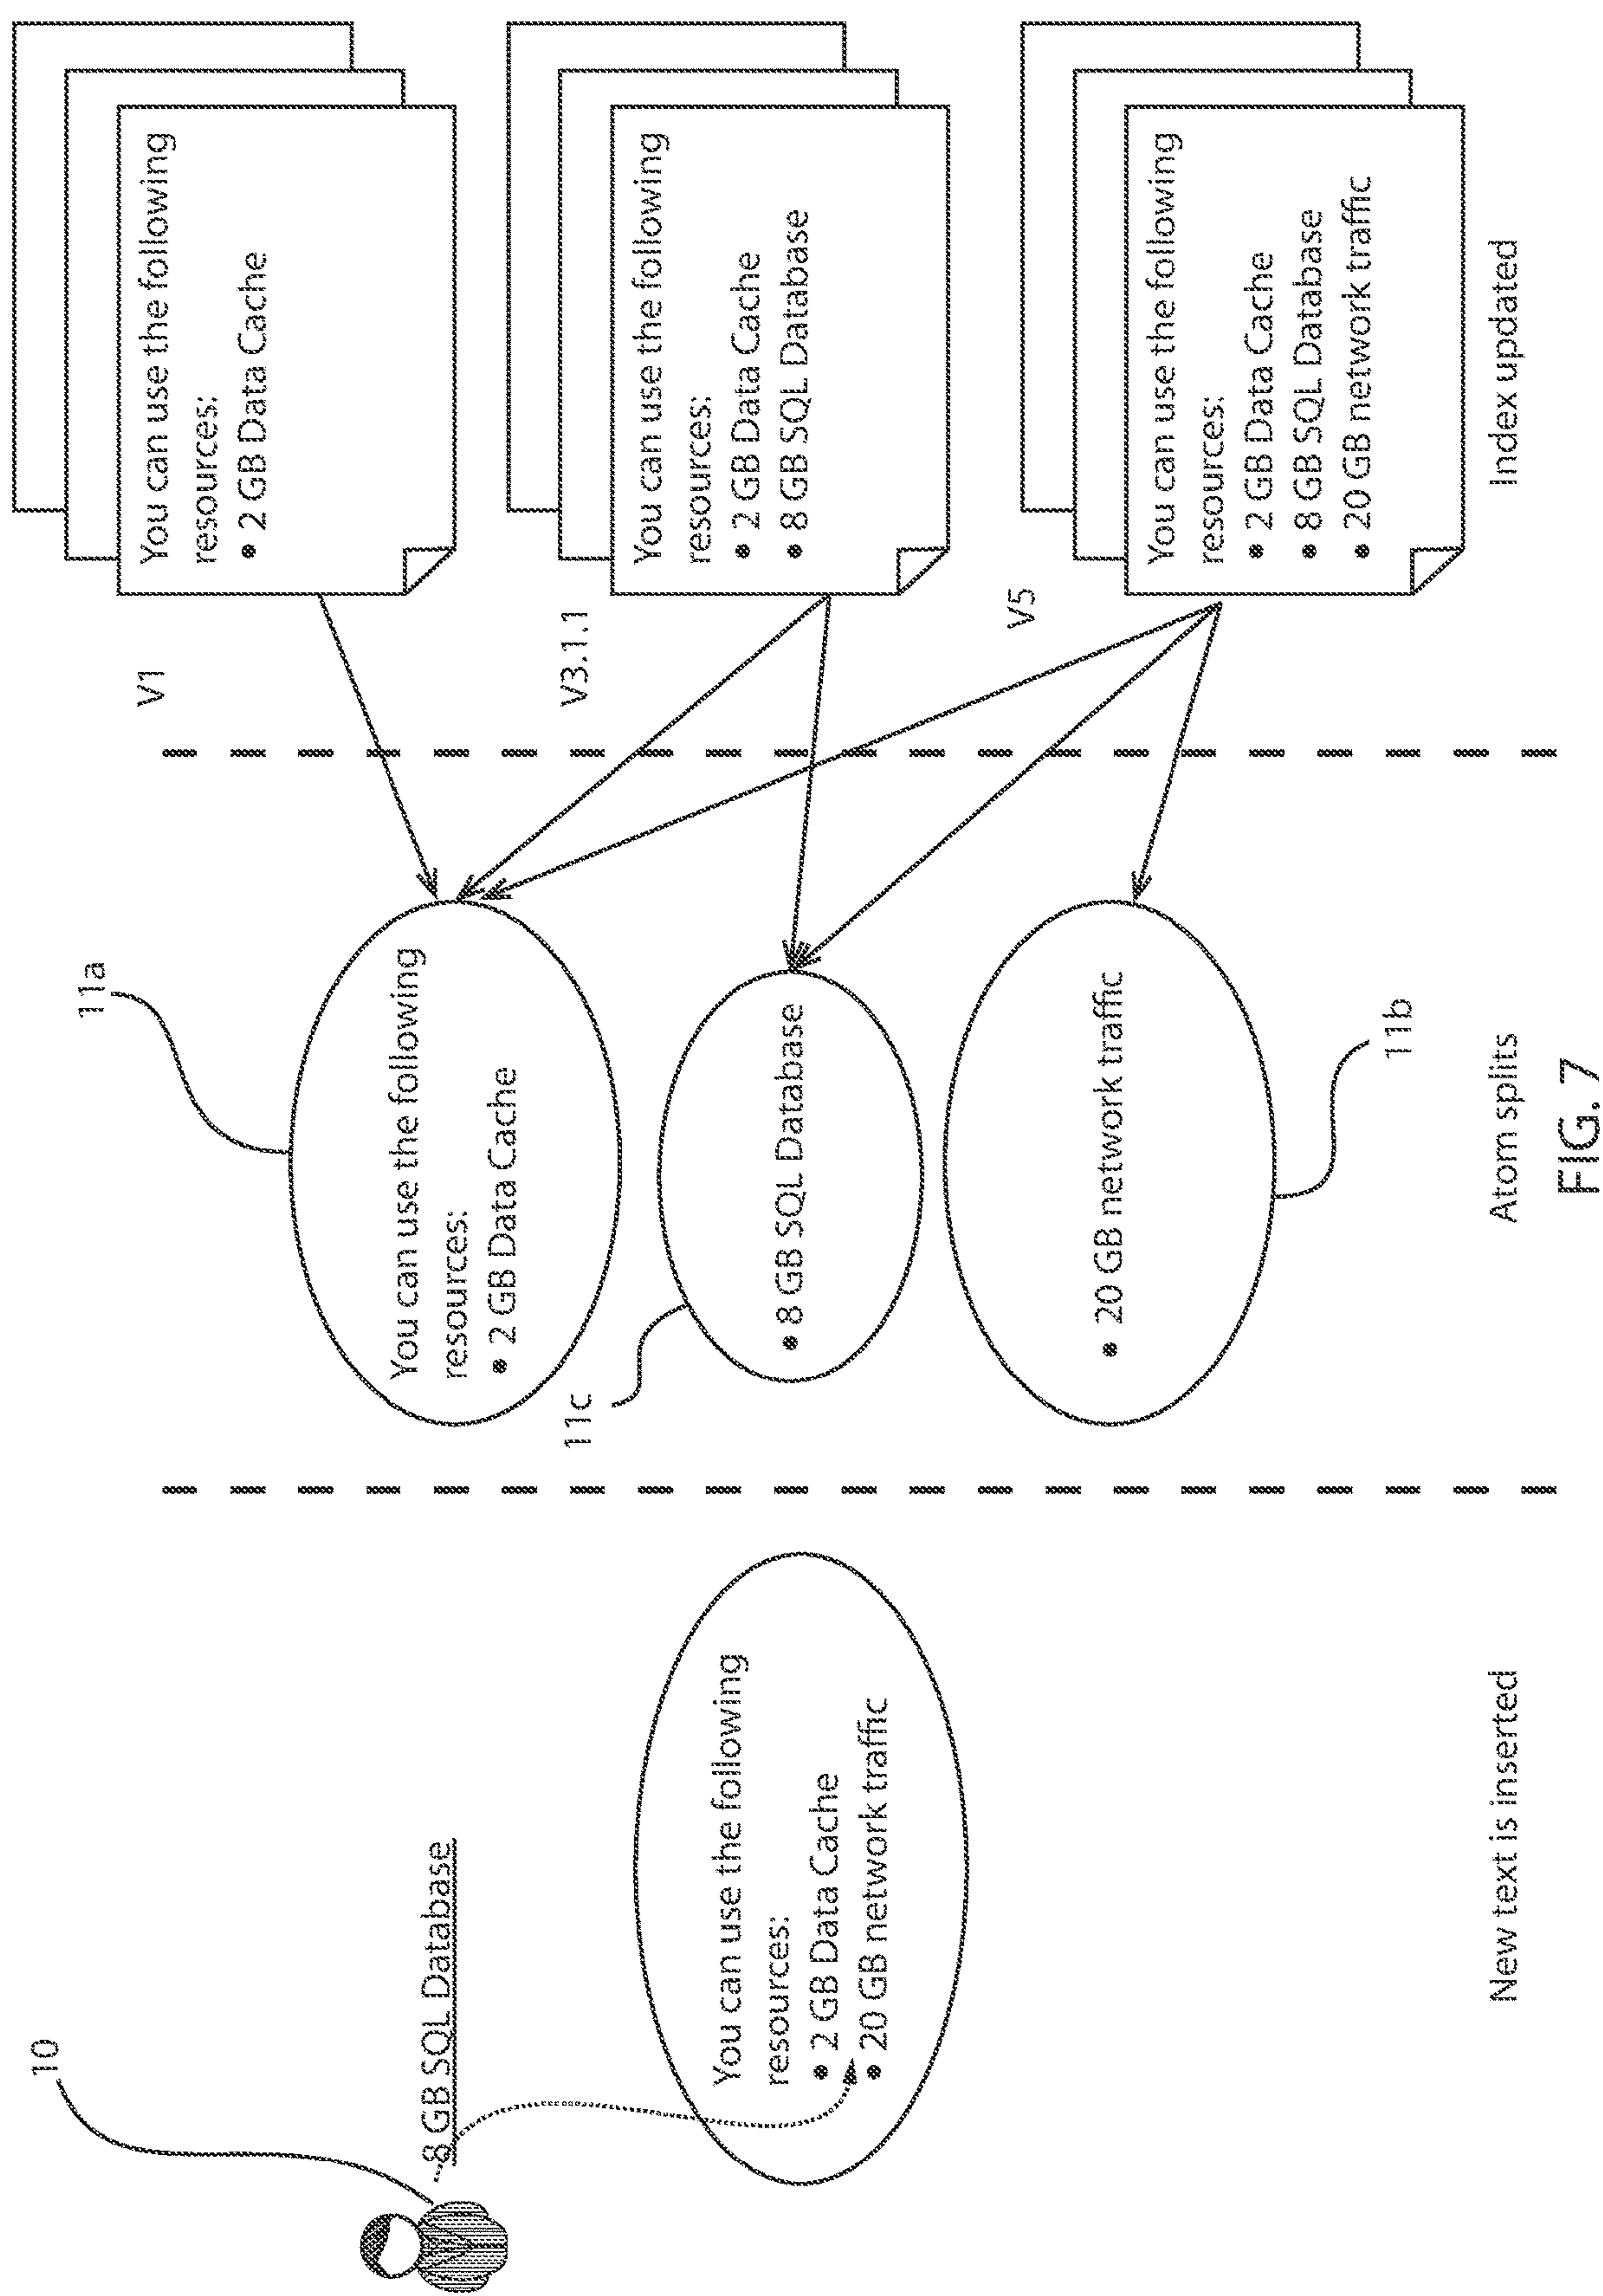 10
8 GB SQL Database
You can use the following
resources:
• 2 GB Data Cache
• 20 GB network traffic
New text is inserted
11a
You can use the following
resources:
• 2 GB Data Cache
11c
• 8 GB SQL Database
• 20 GB network traffic
11b
Atom splits
V1
You can use the following
resources:
• 2 GB Data Cache
V3.1.1
You can use the following
resources:
• 2 GB Data Cache
• 8 GB SQL Database
V5
You can use the following
resources:
• 2 GB Data Cache
• 8 GB SQL Database
• 20 GB network traffic
Index updated
FIG. 7